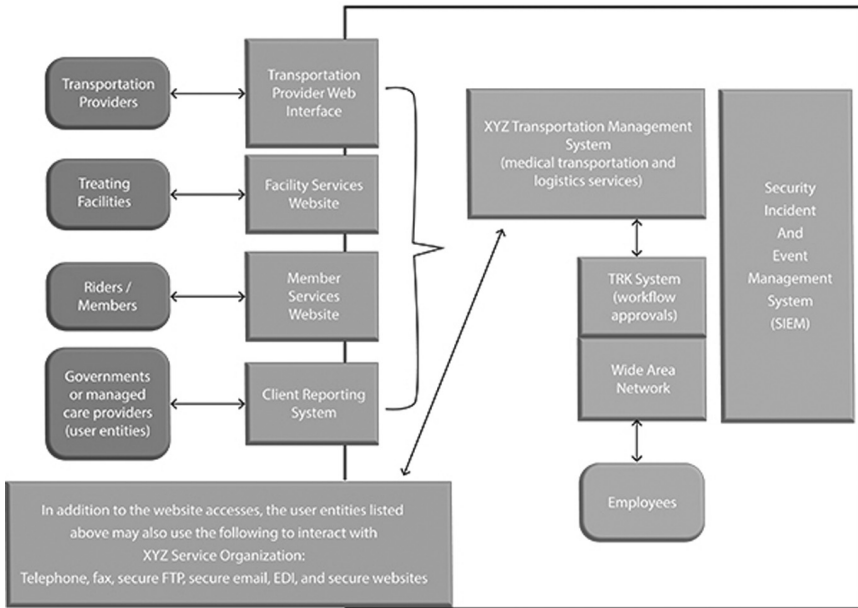 Transportation
Providers
Transportation
Provider Web
Interface
Treating
Facilities
Facility Services
Website
Riders /
Members
Member
Services
Website
Governments
or managed
care providers
(user entities)
Client Reporting
System
In addition to the website accesses, the user entities listed
above may also use the following to interact with
XYZ Service Organization:
Telephone, fax, secure FTP, secure email, EDI, and secure websites
XYZ Transportation Management
System
(medical transportation and
logistics services)
TRK System
(workflow
approvals)
Wide Area
Network
Employees
Security
Incident
And
Event
Management
System
(SIEM)